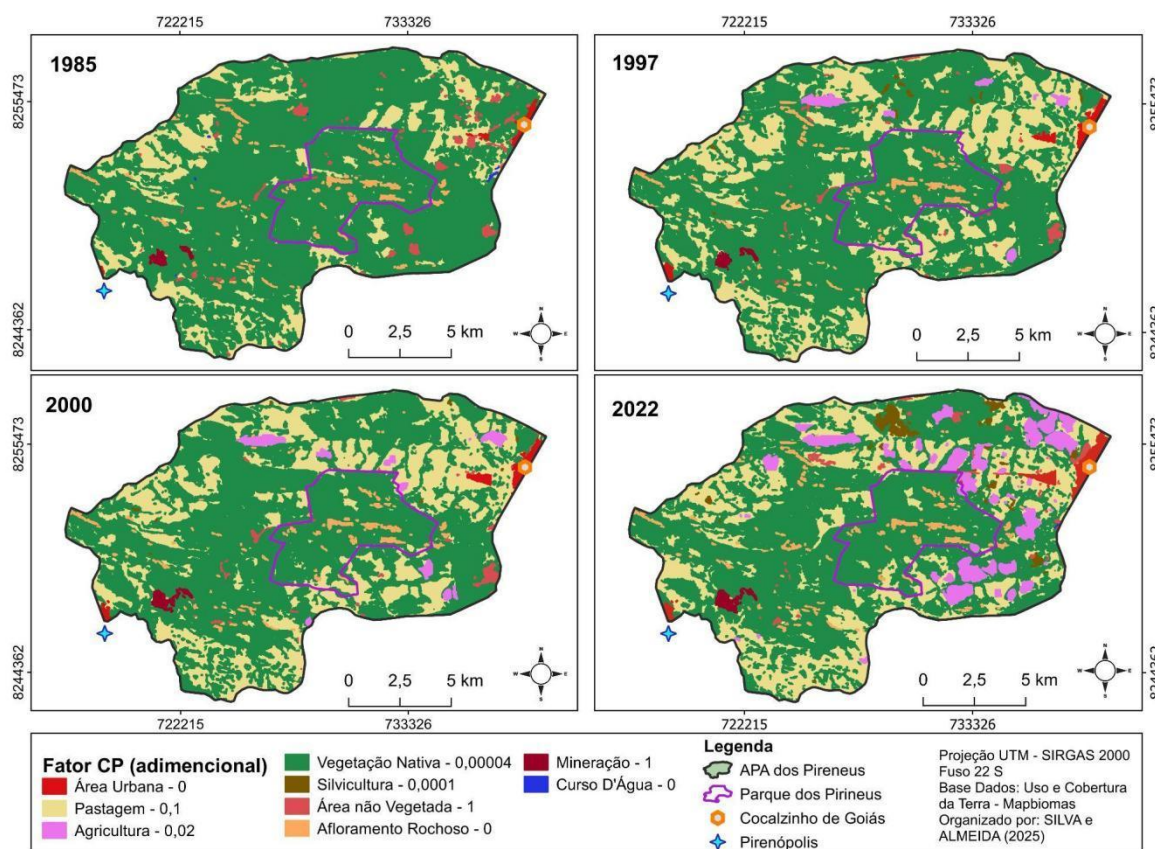 722215
733326
722215
733326
1985
1997
8255473
8255473
8244362
8244362
N
W E
S
N
W E
S
0 2,5 5 km
0 2,5 5 km
2000
2022
8255473
8255473
8244362
8244362
N
W E
S
N
W E
S
0 2,5 5 km
0 2,5 5 km
722215
733326
722215
733326
Fator CP (adimencional)
Área Urbana - 0
Pastagem - 0,1
Agricultura - 0,02
Vegetação Nativa - 0,00004
Silvicultura - 0,0001
Área não Vegetada - 1
Afloramento Rochoso - 0
Mineração - 1
Curso D'Água - 0
Legenda
APA dos Pireneus
Parque dos Pirineus
Cocalzinho de Goiás
Pirenópolis
Projeção UTM - SIRGAS 2000
Fuso 22 S
Base Dados: Uso e Cobertura
da Terra - Mapbiomas
Organizado por: SILVA e
ALMEIDA (2025)